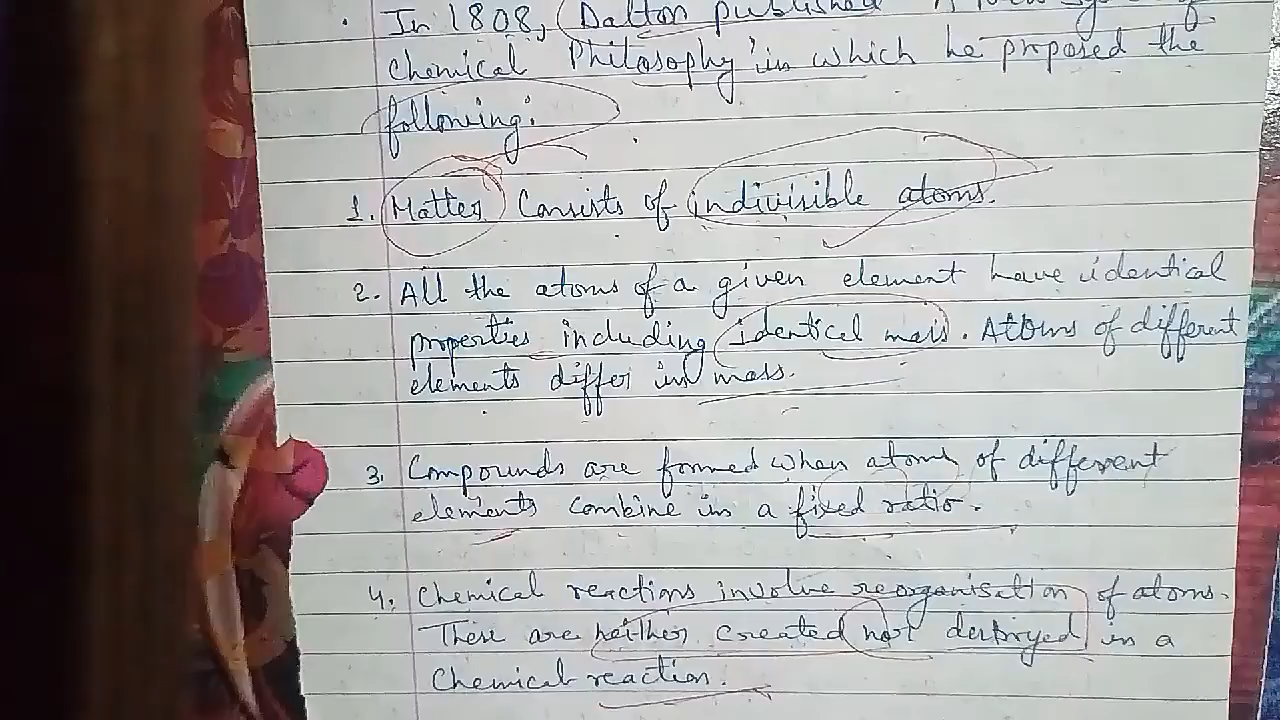 . In 1808, Dalton published 'A New System of
Chemical Philosophy' in which he proposed the
following:
1. Matter Consists of indivisible atoms.
2. All the atoms of a given element have identical
properties including identical mass. Atoms of different
elements differ in mass.
3. Compounds are formed when atoms of different
elements combine in a fixed ratio.
4. Chemical reactions involve reorganisation of atoms.
These are neither created nor destroyed in a
Chemical reaction.